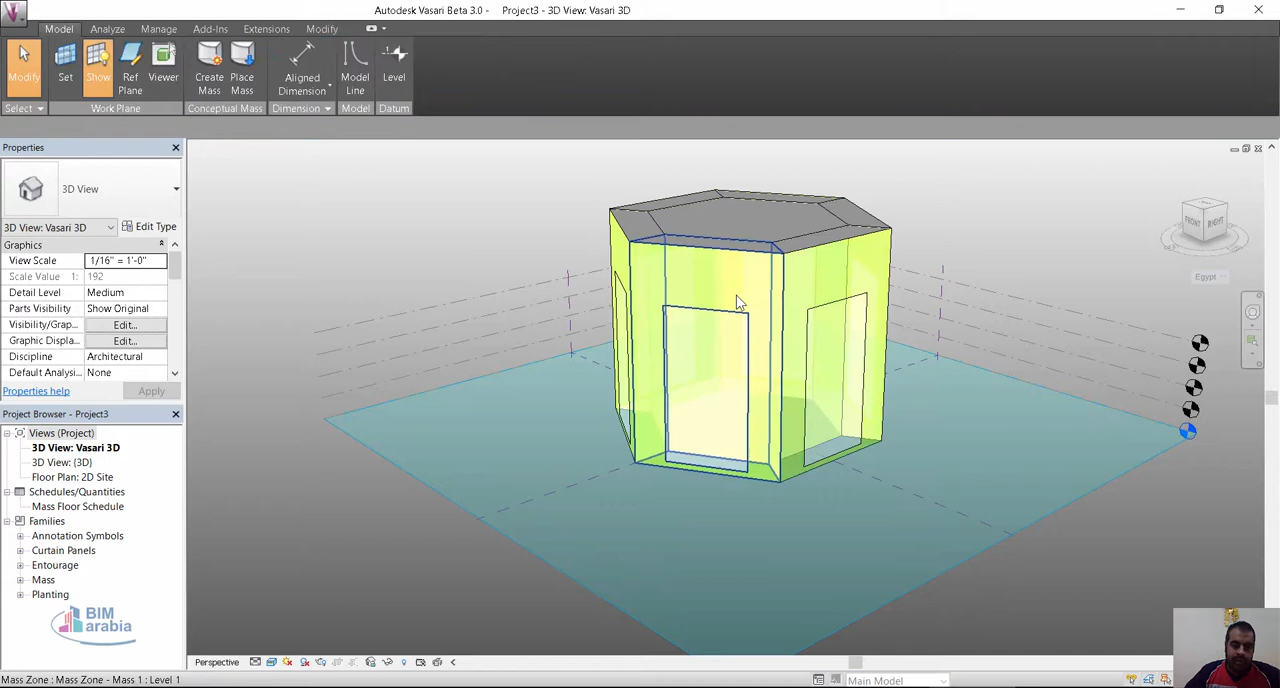 Autodesk Vasari Beta 3.0 - Project3 - 3D View: Vasari 3D
Model Analyze Manage Add-Ins Extensions Modify
Modify Set Show Ref Plane Viewer Create Mass Place Mass Aligned Dimension Model Line Level
Select Work Plane Conceptual Mass Dimension Model Datum
Properties
3D View
3D View: Vasari 3D Edit Type
Graphics
View Scale 1/16" = 1'-0"
Scale Value 1: 192
Detail Level Medium
Parts Visibility Show Original
Visibility/Grap... Edit...
Graphic Displa... Edit...
Discipline Architectural
Default Analysi... None
Properties help Apply
Project Browser - Project3
Views (Project)
3D View: Vasari 3D
3D View: {3D}
Floor Plan: 2D Site
Schedules/Quantities
Mass Floor Schedule
Families
Annotation Symbols
Curtain Panels
Entourage
Mass
Planting
BIM
arabia
FRONT RIGHT
Egypt
Perspective
Mass Zone : Mass Zone - Mass 1 : Level 1
Main Model